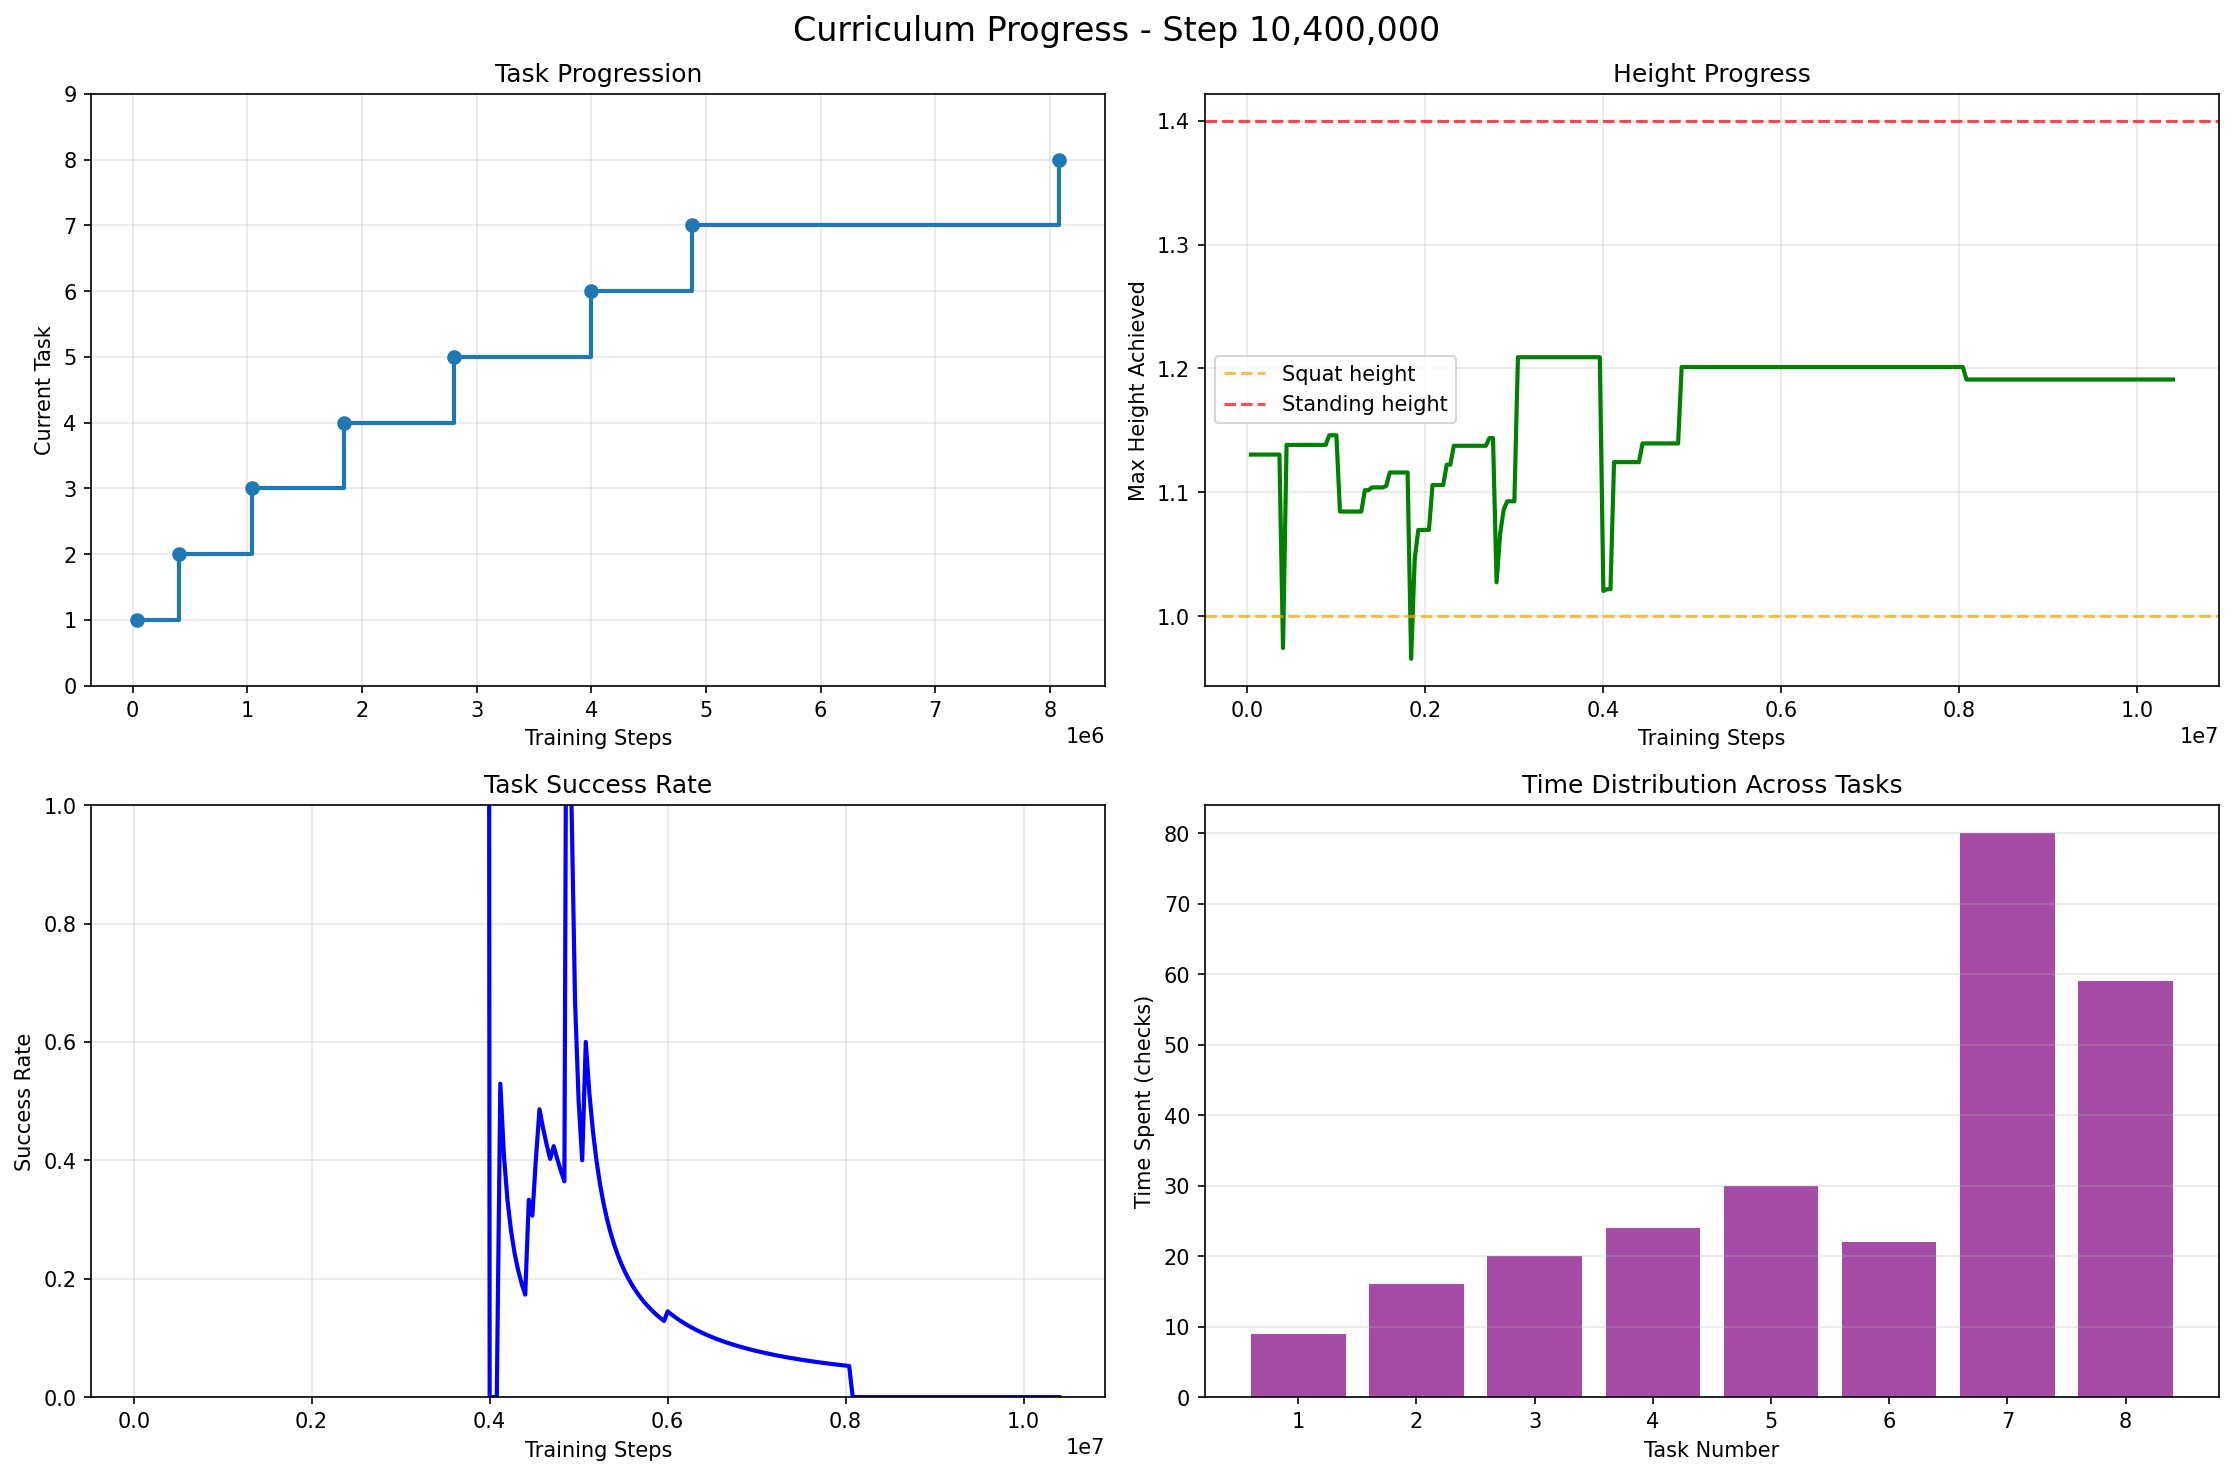 Curriculum Progress - Step 10,400,000
Task Progression
9
8
7
6
5
4
3
2
1
0
Current Task
0 1 2 3 4 5 6 7 8
1e6
Training Steps
Height Progress
1.4
1.3
1.2
1.1
1.0
Max Height Achieved
Squat height
Standing height
0.0 0.2 0.4 0.6 0.8 1.0
1e7
Training Steps
Task Success Rate
1.0
0.8
0.6
0.4
0.2
0.0
Success Rate
0.0 0.2 0.4 0.6 0.8 1.0
1e7
Training Steps
Time Distribution Across Tasks
80
70
60
50
40
30
20
10
0
Time Spent (checks)
1 2 3 4 5 6 7 8
Task Number